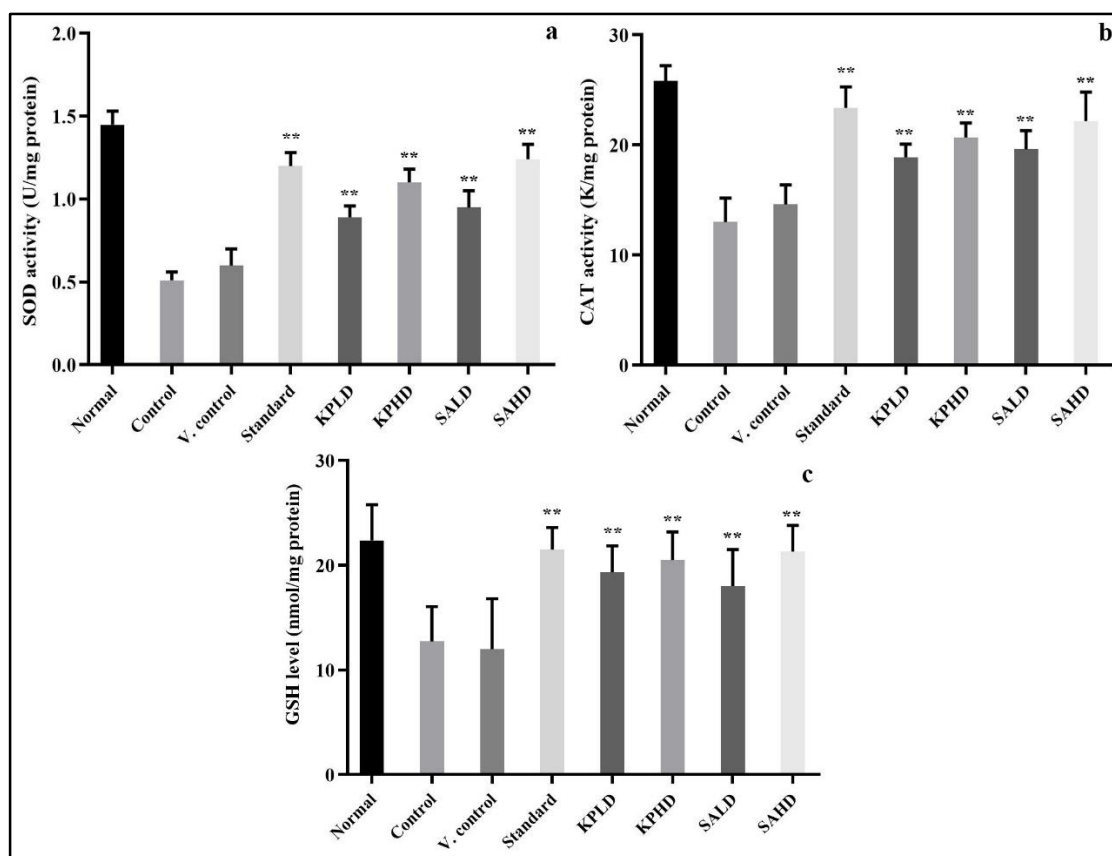 a
SOD activity (U/mg protein)
2.0
1.5
1.0
0.5
0.0
**
**
**
**
**
Normal
Control
V. control
Standard
KPLD
KPHD
SALD
SAHD
b
CAT activity (K/mg protein)
30
20
10
0
**
**
**
**
**
Normal
Control
V. control
Standard
KPLD
KPHD
SALD
SAHD
c
GSH level (nmol/mg protein)
30
20
10
0
**
**
**
**
**
Normal
Control
V. control
Standard
KPLD
KPHD
SALD
SAHD